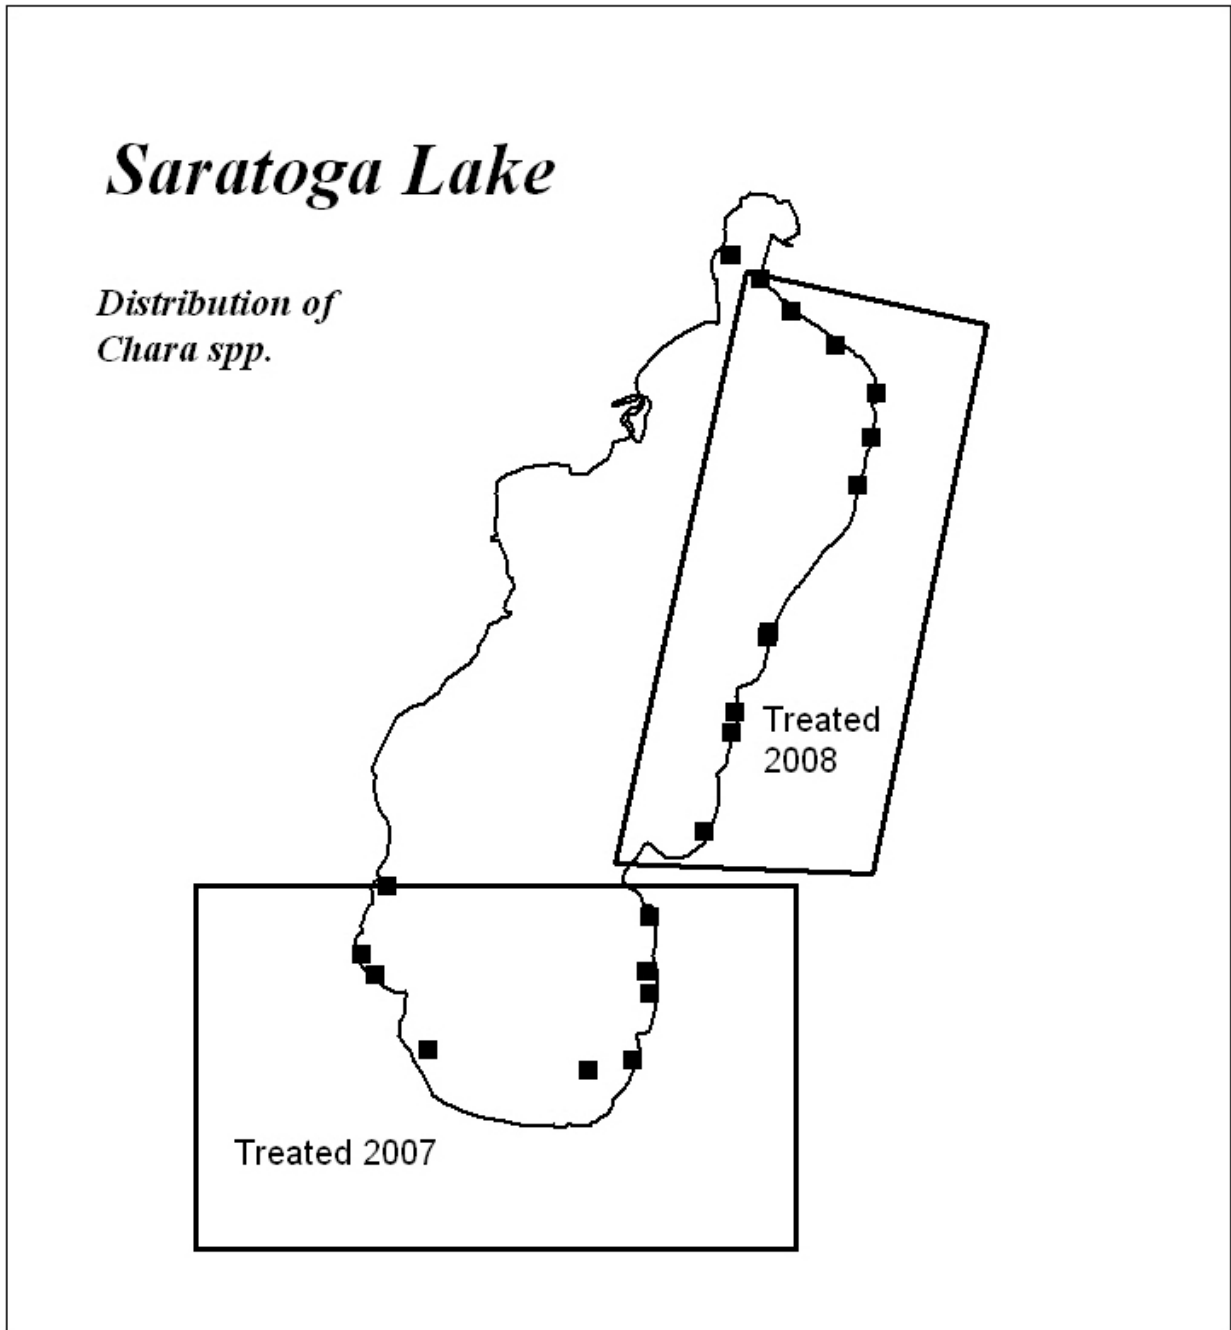 Saratoga Lake
Distribution of
Chara spp.
Treated
2008
Treated 2007